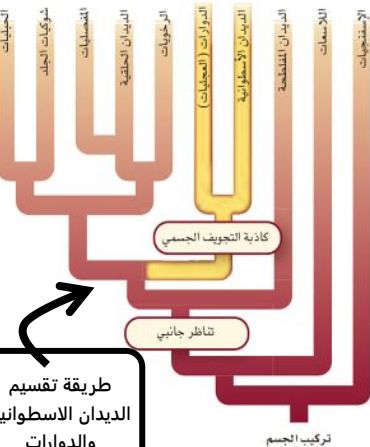 الإسفنجيات
اللاسعات
الديدان المفلطحة
الديدان الأسطوانية
الدوارات (العجليات)
الرخويات
الديدان الحلقية
المفصليات
شوكيات الجلد
الحبليات
كاذبة التجويف الجسمي
تناظر جانبي
طريقة تقسيم
الديدان الاسطوانية
والدوارات
تركيب الجسم